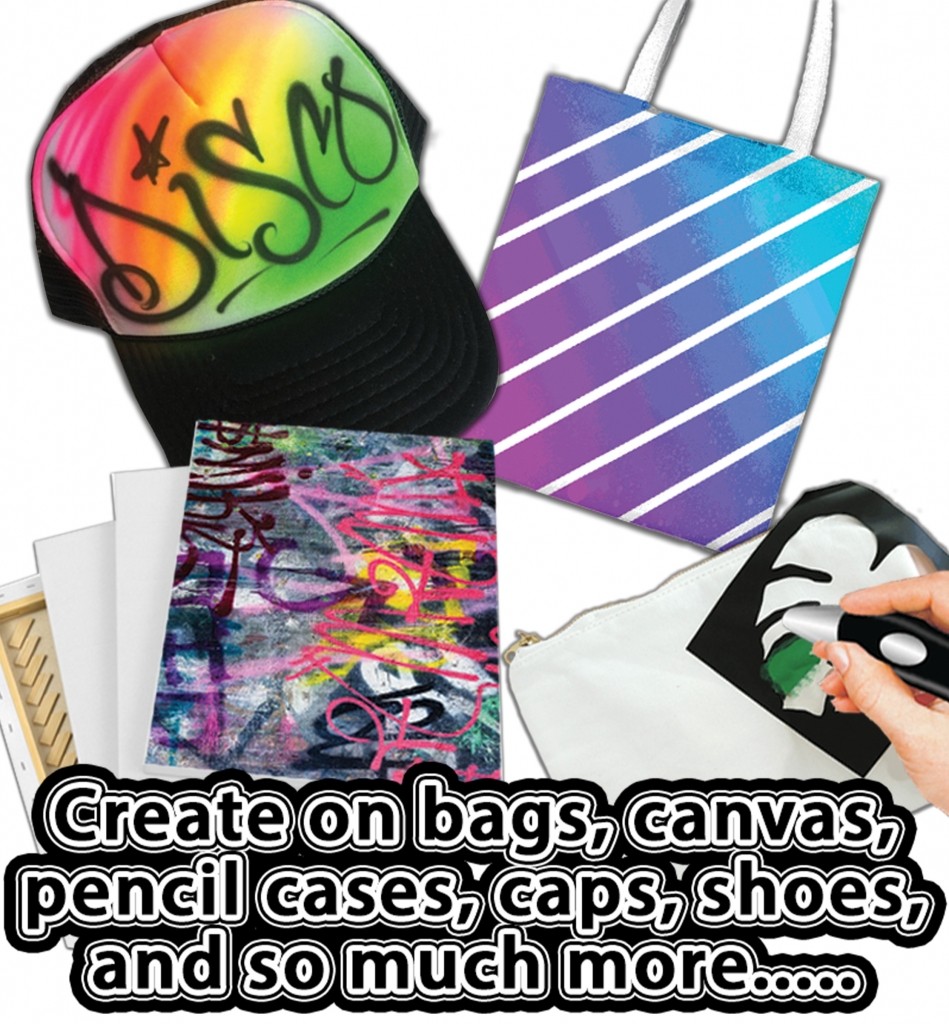 Disco
Create on bags, canvas,
pencil cases, caps, shoes,
and so much more.....